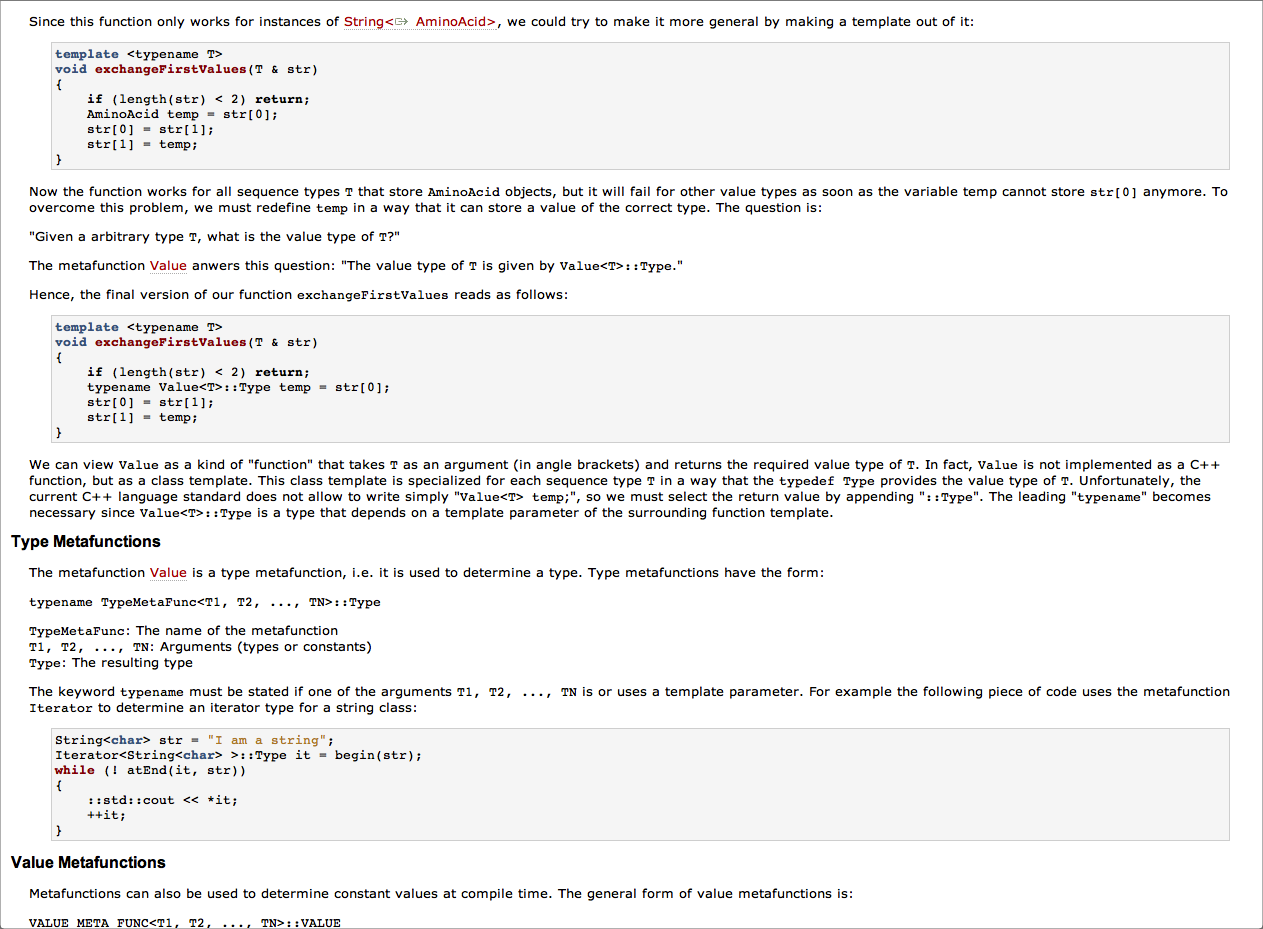 Since this function only works for instances of String< AminoAcid>, we could try to make it more general by making a template out of it:
template <typename T>
void exchangeFirstValues(T & str)
{
    if (length(str) < 2) return;
    AminoAcid temp = str[0];
    str[0] = str[1];
    str[1] = temp;
}
Now the function works for all sequence types T that store AminoAcid objects, but it will fail for other value types as soon as the variable temp cannot store str[0] anymore. To
overcome this problem, we must redefine temp in a way that it can store a value of the correct type. The question is:
"Given a arbitrary type T, what is the value type of T?"
The metafunction Value anwers this question: "The value type of T is given by Value<T>::Type."
Hence, the final version of our function exchangeFirstValues reads as follows:
template <typename T>
void exchangeFirstValues(T & str)
{
    if (length(str) < 2) return;
    typename Value<T>::Type temp = str[0];
    str[0] = str[1];
    str[1] = temp;
}
We can view Value as a kind of "function" that takes T as an argument (in angle brackets) and returns the required value type of T. In fact, Value is not implemented as a C++
function, but as a class template. This class template is specialized for each sequence type T in a way that the typedef Type provides the value type of T. Unfortunately, the
current C++ language standard does not allow to write simply "Value<T> temp;", so we must select the return value by appending "::Type". The leading "typename" becomes
necessary since Value<T>::Type is a type that depends on a template parameter of the surrounding function template.
Type Metafunctions
The metafunction Value is a type metafunction, i.e. it is used to determine a type. Type metafunctions have the form:
typename TypeMetaFunc<T1, T2, ..., TN>::Type
TypeMetaFunc: The name of the metafunction
T1, T2, ..., TN: Arguments (types or constants)
Type: The resulting type
The keyword typename must be stated if one of the arguments T1, T2, ..., TN is or uses a template parameter. For example the following piece of code uses the metafunction
Iterator to determine an iterator type for a string class:
String<char> str = "I am a string";
Iterator<String<char> >::Type it = begin(str);
while (! atEnd(it, str))
{
    ::std::cout << *it;
    ++it;
}
Value Metafunctions
Metafunctions can also be used to determine constant values at compile time. The general form of value metafunctions is:
VALUE_META_FUNC<T1, T2, ..., TN>::VALUE